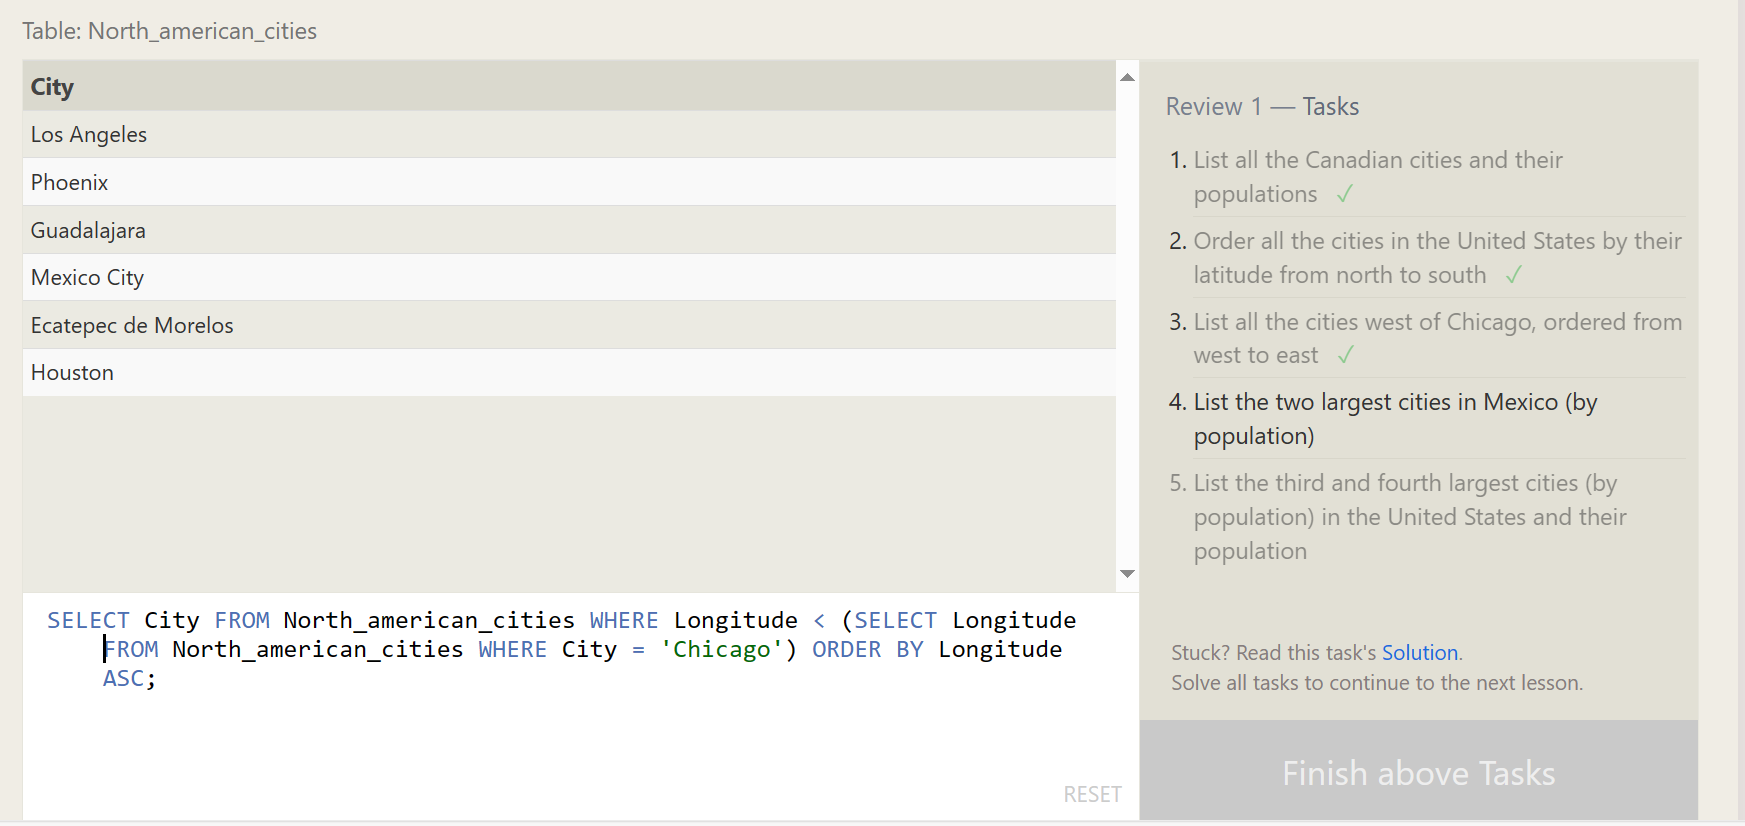 Table: North_american_cities
City
Los Angeles
Phoenix
Guadalajara
Mexico City
Ecatepec de Morelos
Houston
SELECT City FROM North_american_cities WHERE Longitude < (SELECT Longitude
FROM North_american_cities WHERE City = 'Chicago') ORDER BY Longitude
ASC;
RESET
Review 1 — Tasks
1. List all the Canadian cities and their
populations ✓
2. Order all the cities in the United States by their
latitude from north to south ✓
3. List all the cities west of Chicago, ordered from
west to east ✓
4. List the two largest cities in Mexico (by
population)
5. List the third and fourth largest cities (by
population) in the United States and their
population
Stuck? Read this task's Solution.
Solve all tasks to continue to the next lesson.
Finish above Tasks